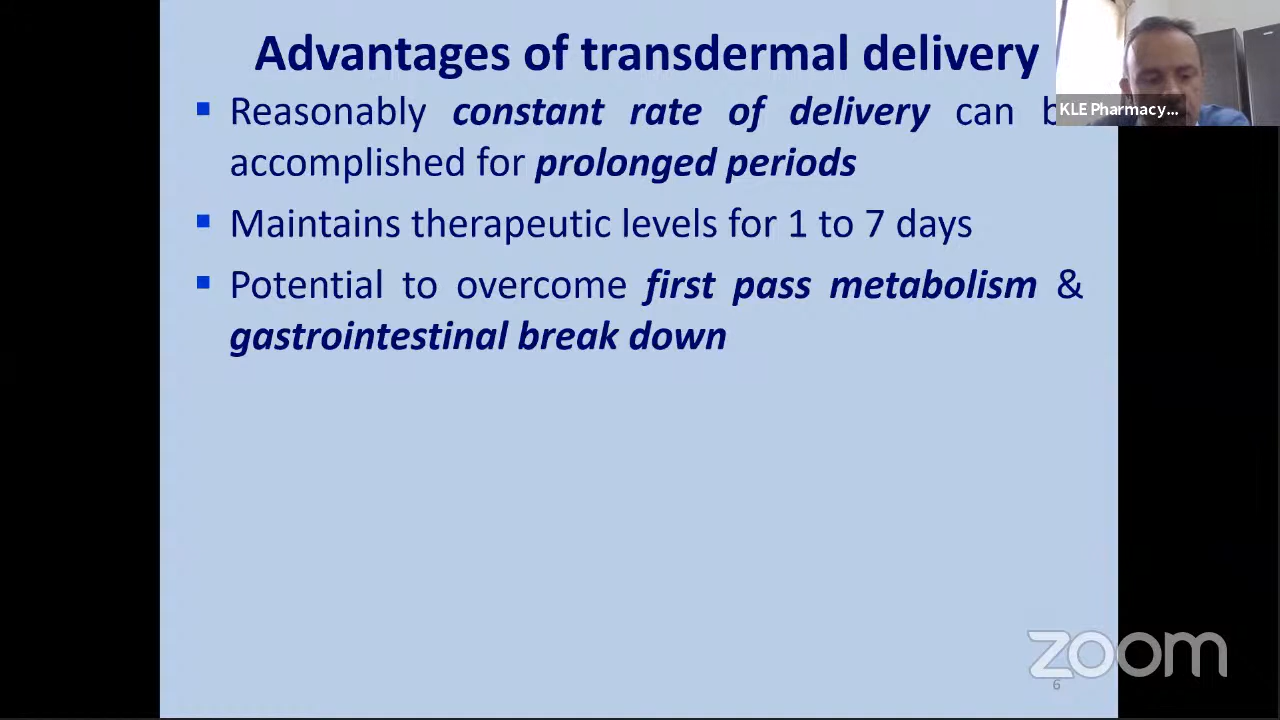 Advantages of transdermal delivery
KLE Pharmacy...
▪ Reasonably constant rate of delivery can
accomplished for prolonged periods
▪ Maintains therapeutic levels for 1 to 7 days
▪ Potential to overcome first pass metabolism &
gastrointestinal break down
zoom
6